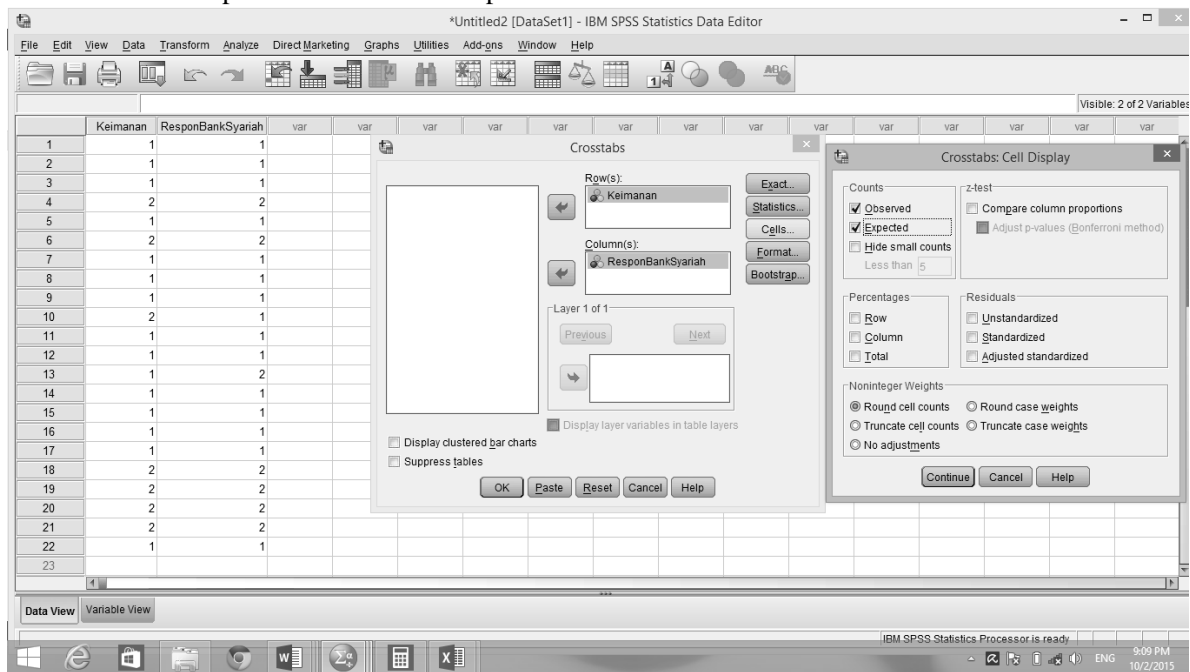 *Untitled2 [DataSet1] - IBM SPSS Statistics Data Editor
File Edit View Data Transform Analyze Direct Marketing Graphs Utilities Add-ons Window Help
Visible: 2 of 2 Variables
Keimanan ResponBankSyariah var var var var var var var var var var var var var
1 1 1
2 1 1
3 1 1
4 2 2
5 1 1
6 2 2
7 1 1
8 1 1
9 1 1
10 2 1
11 1 1
12 1 1
13 1 2
14 1 1
15 1 1
16 1 1
17 1 1
18 2 2
19 2 2
20 2 2
21 2 2
22 1 1
23
Crosstabs
Row(s):
Keimanan
Column(s):
ResponBankSyariah
Layer 1 of 1
Previous Next
Display layer variables in table layers
Exact...
Statistics...
Cells...
Format...
Bootstrap...
Display clustered bar charts
Suppress tables
OK Paste Reset Cancel Help
Crosstabs: Cell Display
Counts
Observed
Expected
Hide small counts
Less than 5
z-test
Compare column proportions
Adjust p-values (Bonferroni method)
Percentages
Row
Column
Total
Residuals
Unstandardized
Standardized
Adjusted standardized
Noninteger Weights
Round cell counts Round case weights
Truncate cell counts Truncate case weights
No adjustments
Continue Cancel Help
Data View Variable View
IBM SPSS Statistics Processor is ready
ENG
9:09 PM
10/2/2015